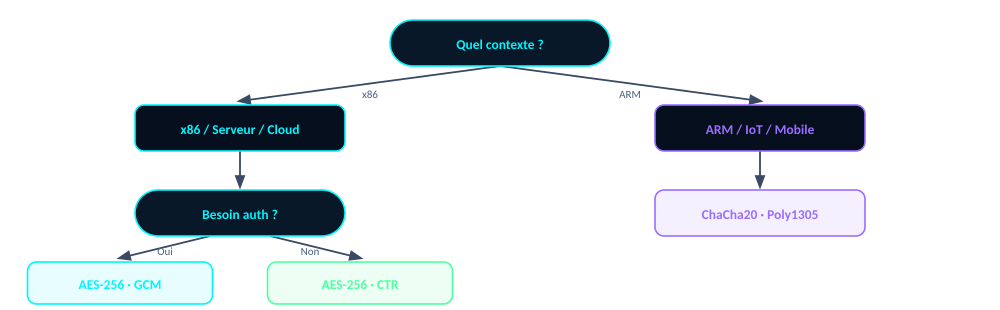 Quel contexte ?
x86
ARM
x86 / Serveur / Cloud
ARM / IoT / Mobile
Besoin auth ?
ChaCha20 · Poly1305
Oui
Non
AES-256 · GCM
AES-256 · CTR